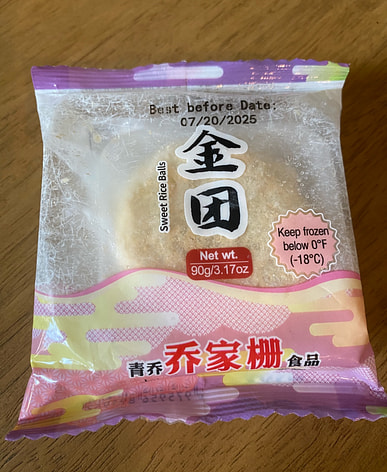 Best before Date:
07/20/2025
金团
Sweet Rice Balls
Net wt.
90g/3.17oz
Keep frozen
below 0°F
(-18°C)
青乔 乔家栅 食品